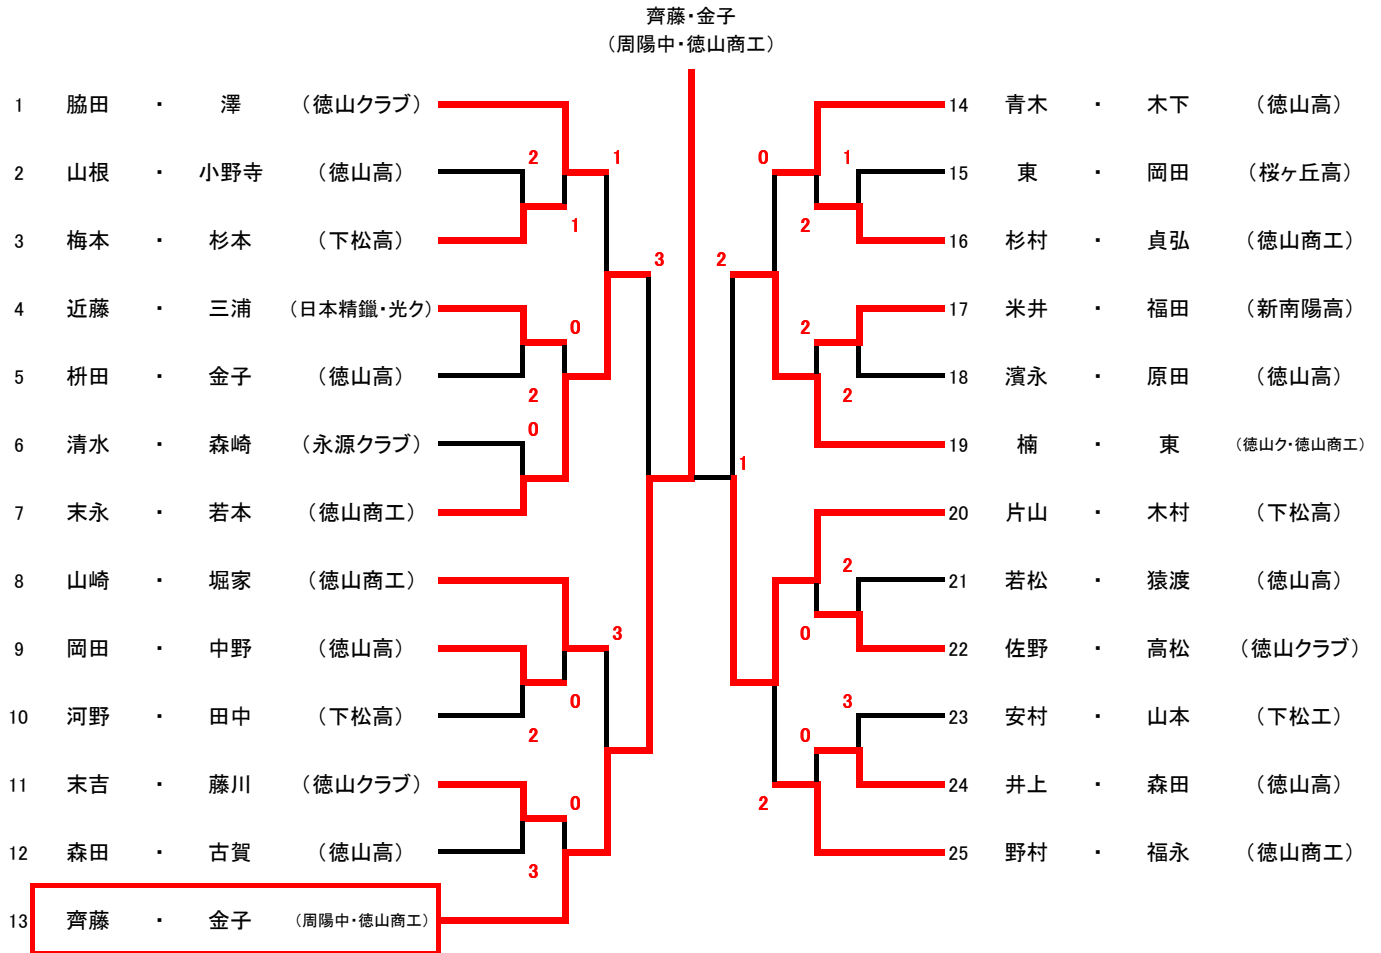 齊藤・金子
（周陽中・徳山商工）
1 脇田 ・ 澤 （徳山クラブ）
2 山根 ・ 小野寺 （徳山高）
3 梅本 ・ 杉本 （下松高）
4 近藤 ・ 三浦 （日本精鑞・光ク）
5 枡田 ・ 金子 （徳山高）
6 清水 ・ 森崎 （永源クラブ）
7 末永 ・ 若本 （徳山商工）
8 山崎 ・ 堀家 （徳山商工）
9 岡田 ・ 中野 （徳山高）
10 河野 ・ 田中 （下松高）
11 末吉 ・ 藤川 （徳山クラブ）
12 森田 ・ 古賀 （徳山高）
13 齊藤 ・ 金子 （周陽中・徳山商工）
2 1
1
3
0
2
0
3
0
2
0
3
14 青木 ・ 木下 （徳山高）
15 東 ・ 岡田 （桜ヶ丘高）
16 杉村 ・ 貞弘 （徳山商工）
17 米井 ・ 福田 （新南陽高）
18 濱永 ・ 原田 （徳山高）
19 楠 ・ 東 （徳山ク・徳山商工）
20 片山 ・ 木村 （下松高）
21 若松 ・ 猿渡 （徳山高）
22 佐野 ・ 高松 （徳山クラブ）
23 安村 ・ 山本 （下松工）
24 井上 ・ 森田 （徳山高）
25 野村 ・ 福永 （徳山商工）
0 1
2
2
2
2
1
2
0
3
0
2